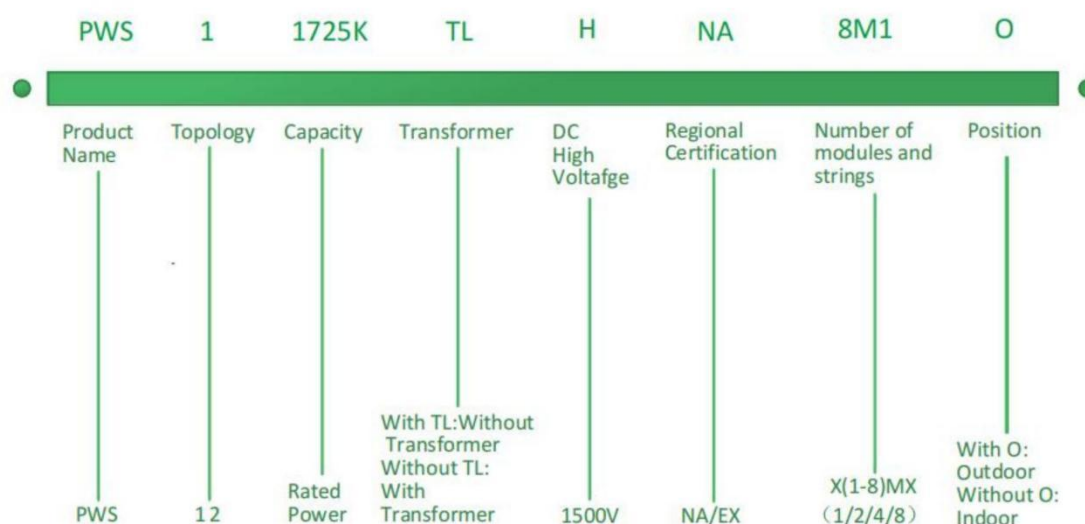 PWS 1 1725K TL H NA 8M1 O
Product
Name
Topology
Capacity
Transformer
DC
High
Voltafge
Regional
Certification
Number of
modules and
strings
Position
PWS
1 2
Rated
Power
With TL:Without
Transformer
Without TL:
With
Transformer
1500V
NA/EX
X(1-8)MX
（1/2/4/8）
With O:
Outdoor
Without O:
Indoor